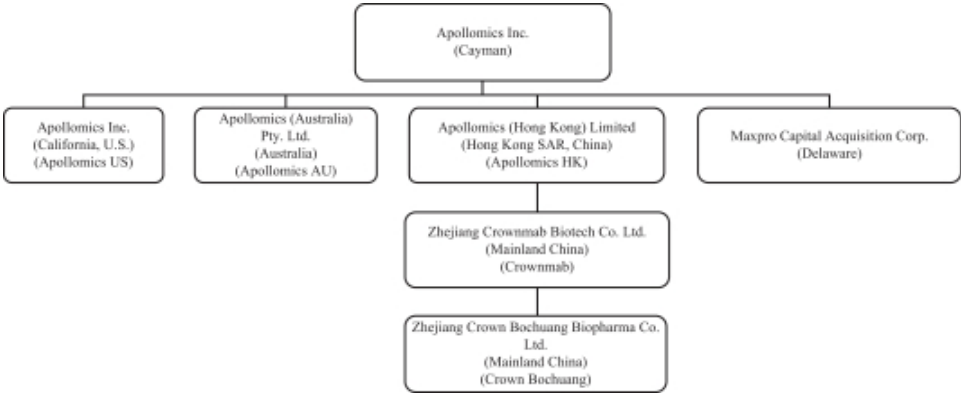 Apollomics Inc.
(Cayman)
Apollomics Inc.
(California, U.S.)
(Apollomics US)
Apollomics (Australia)
Pty. Ltd.
(Australia)
(Apollomics AU)
Apollomics (Hong Kong) Limited
(Hong Kong SAR, China)
(Apollomics HK)
Maxpro Capital Acquisition Corp.
(Delaware)
Zhejiang Crownmab Biotech Co. Ltd.
(Mainland China)
(Crownmab)
Zhejiang Crown Bochuang Biopharma Co.
Ltd.
(Mainland China)
(Crown Bochuang)